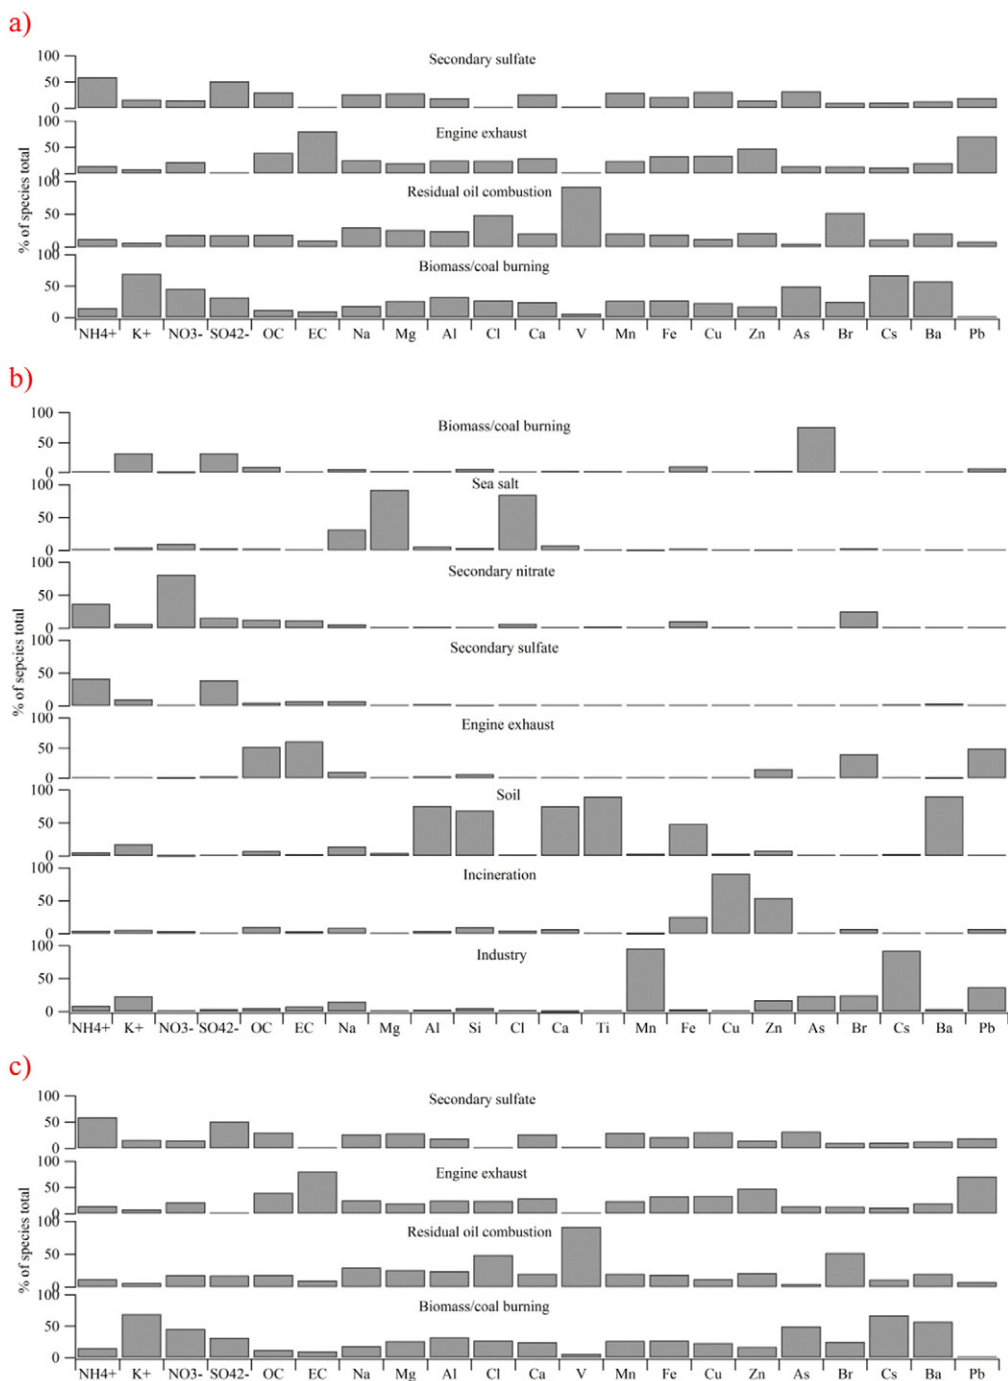 a)
Secondary sulfate
100
50
0
Engine exhaust
100
50
0
Residual oil combustion
100
50
0
Biomass/coal burning
100
50
0
% of species total
NH4+ K+ NO3- SO42- OC EC Na Mg Al Cl Ca V Mn Fe Cu Zn As Br Cs Ba Pb
b)
Biomass/coal burning
100
50
0
Sea salt
100
50
0
Secondary nitrate
100
50
0
Secondary sulfate
100
50
0
Engine exhaust
100
50
0
Soil
100
50
0
Incineration
100
50
0
Industry
100
50
0
% of sepcies total
NH4+ K+ NO3- SO42- OC EC Na Mg Al Si Cl Ca Ti Mn Fe Cu Zn As Br Cs Ba Pb
c)
Secondary sulfate
100
50
0
Engine exhaust
100
50
0
Residual oil combustion
100
50
0
Biomass/coal burning
100
50
0
% of species total
NH4+ K+ NO3- SO42- OC EC Na Mg Al Cl Ca V Mn Fe Cu Zn As Br Cs Ba Pb